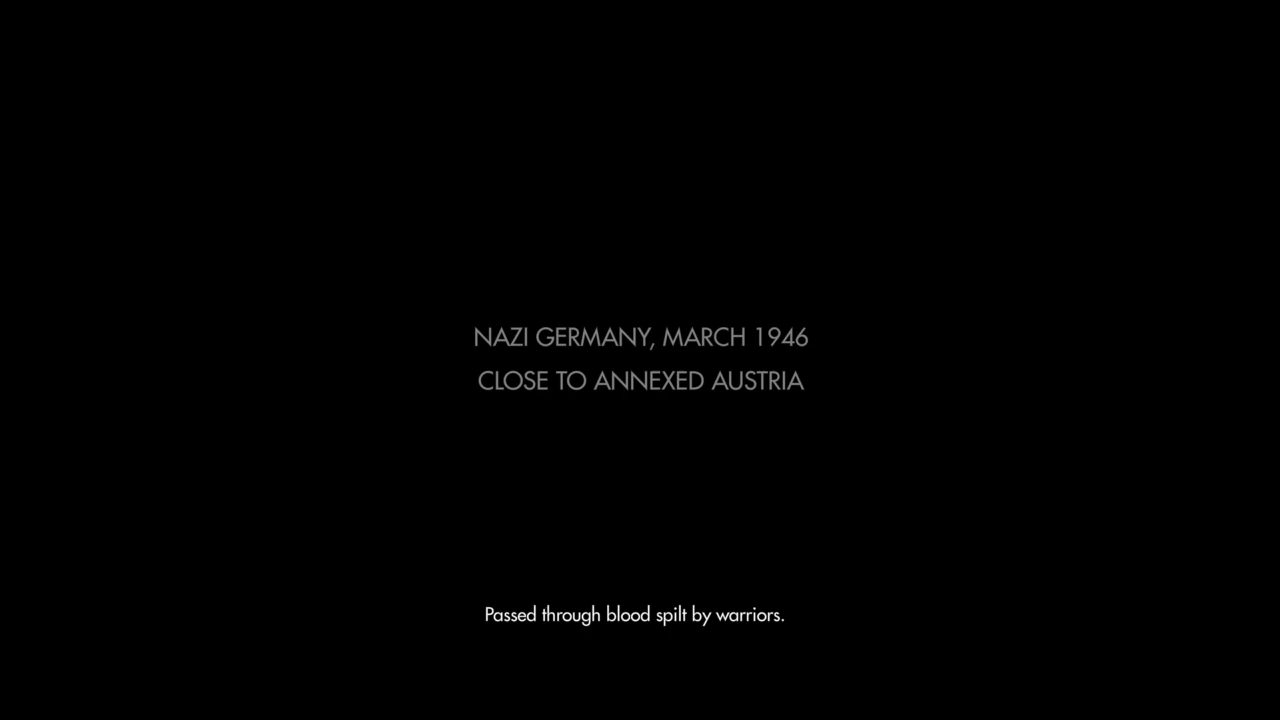 NAZI GERMANY, MARCH 1946
CLOSE TO ANNEXED AUSTRIA
Passed through blood spilt by warriors.